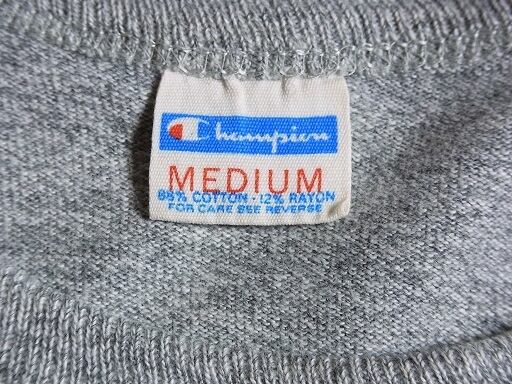 Champion
MEDIUM
88% COTTON · 12% RAYON
FOR CARE SEE REVERSE